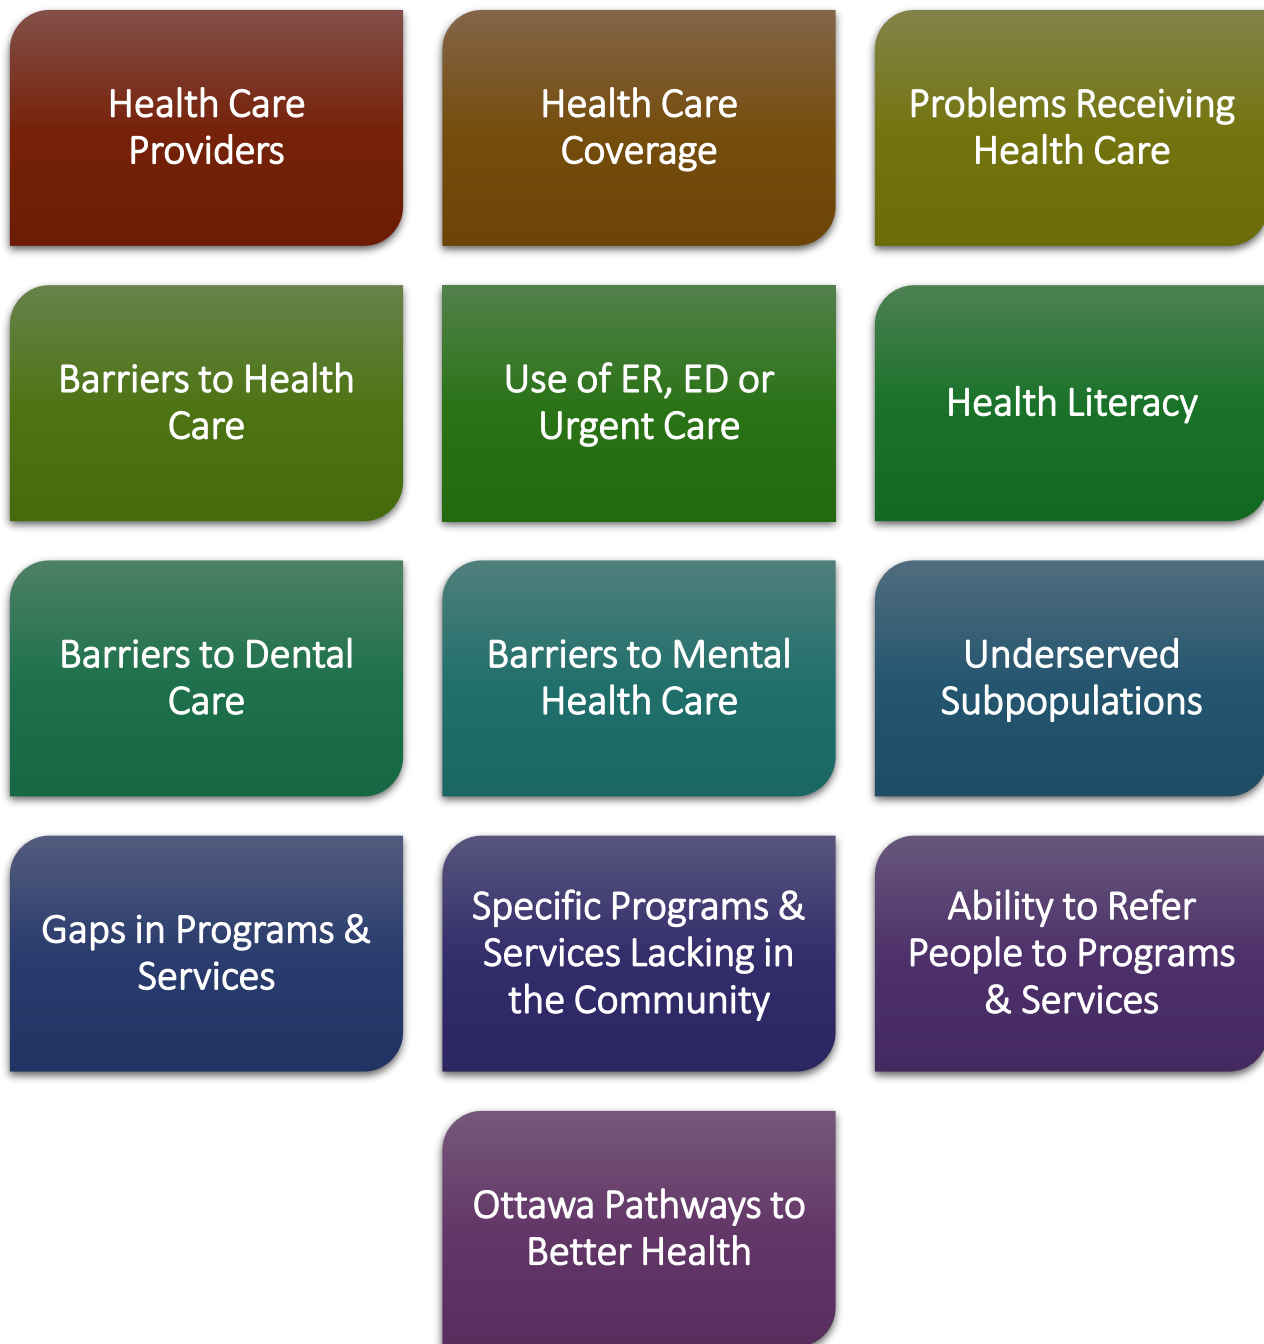 Health Care
Providers
Health Care
Coverage
Problems Receiving
Health Care
Barriers to Health
Care
Use of ER, ED or
Urgent Care
Health Literacy
Barriers to Dental
Care
Barriers to Mental
Health Care
Underserved
Subpopulations
Gaps in Programs &
Services
Specific Programs &
Services Lacking in
the Community
Ability to Refer
People to Programs
& Services
Ottawa Pathways to
Better Health